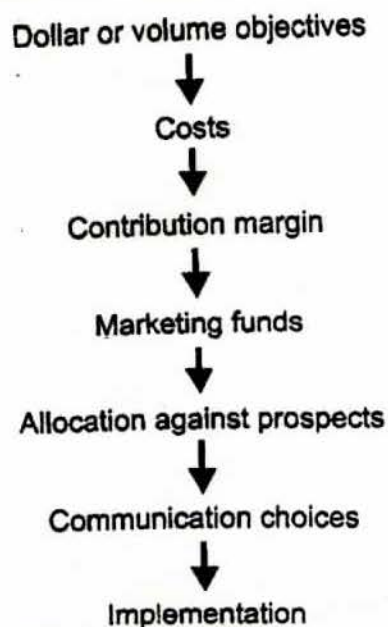 Dollar or volume objectives
Costs
Contribution margin
Marketing funds
Allocation against prospects
Communication choices
Implementation